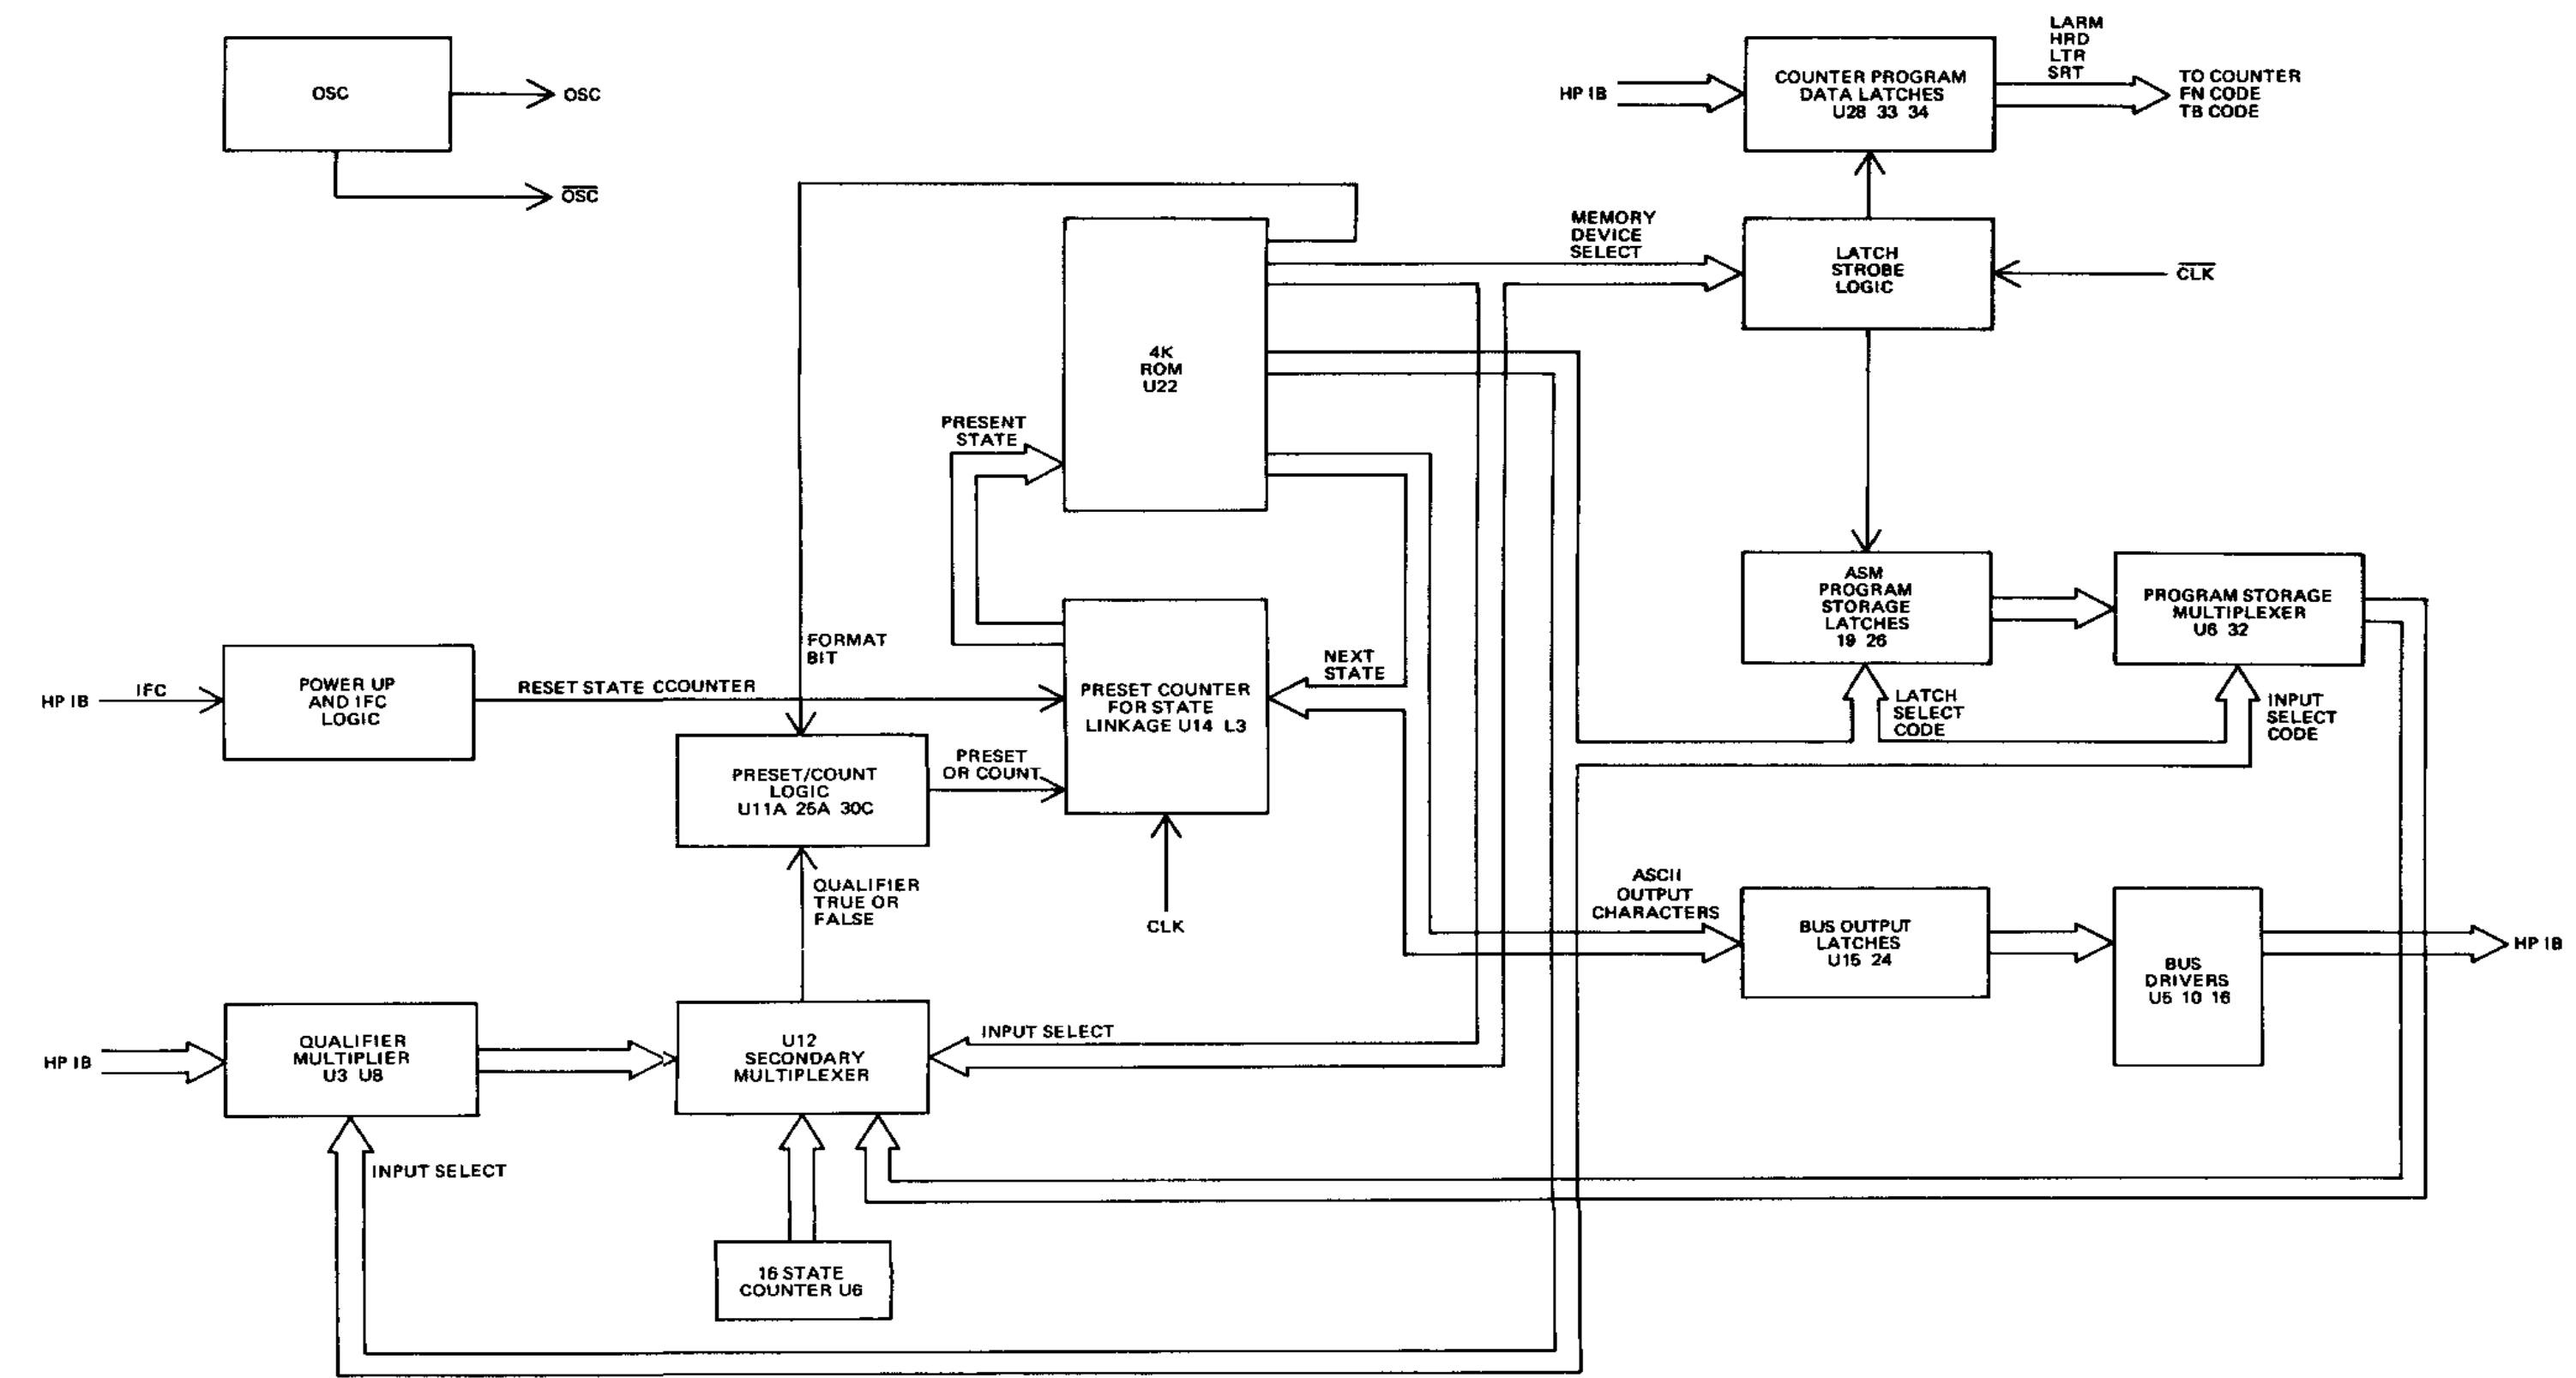 OSC
OSC
OSC
HP IB
COUNTER PROGRAM
DATA LATCHES
U28 33 34
LARM
HRD
LTR
SRT
TO COUNTER
FN CODE
TB CODE
MEMORY
DEVICE
SELECT
LATCH
STROBE
LOGIC
CLK
4K
ROM
U22
PRESENT
STATE
ASM
PROGRAM
STORAGE
LATCHES
19 26
PROGRAM STORAGE
MULTIPLEXER
U6 32
FORMAT
BIT
NEXT
STATE
HP IB
IFC
POWER UP
AND IFC
LOGIC
RESET STATE CCOUNTER
PRESET COUNTER
FOR STATE
LINKAGE U14 L3
LATCH
SELECT
CODE
INPUT
SELECT
CODE
PRESET/COUNT
LOGIC
U11A 25A 30C
PRESET
OR COUNT
QUALIFIER
TRUE OR
FALSE
CLK
ASCII
OUTPUT
CHARACTERS
BUS OUTPUT
LATCHES
U15 24
BUS
DRIVERS
U5 10 16
HP IB
HP IB
QUALIFIER
MULTIPLIER
U3 U8
U12
SECONDARY
MULTIPLEXER
INPUT SELECT
INPUT SELECT
16 STATE
COUNTER U6